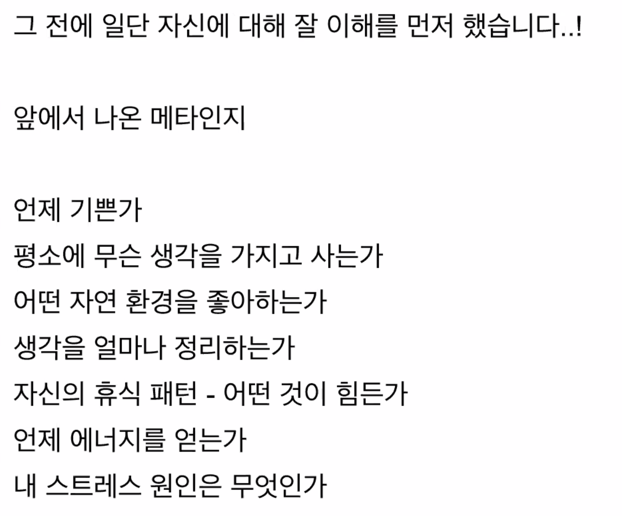 그 전에 일단 자신에 대해 잘 이해를 먼저 했습니다..!
앞에서 나온 메타인지
언제 기쁜가
평소에 무슨 생각을 가지고 사는가
어떤 자연 환경을 좋아하는가
생각을 얼마나 정리하는가
자신의 휴식 패턴 - 어떤 것이 힘든가
언제 에너지를 얻는가
내 스트레스 원인은 무엇인가